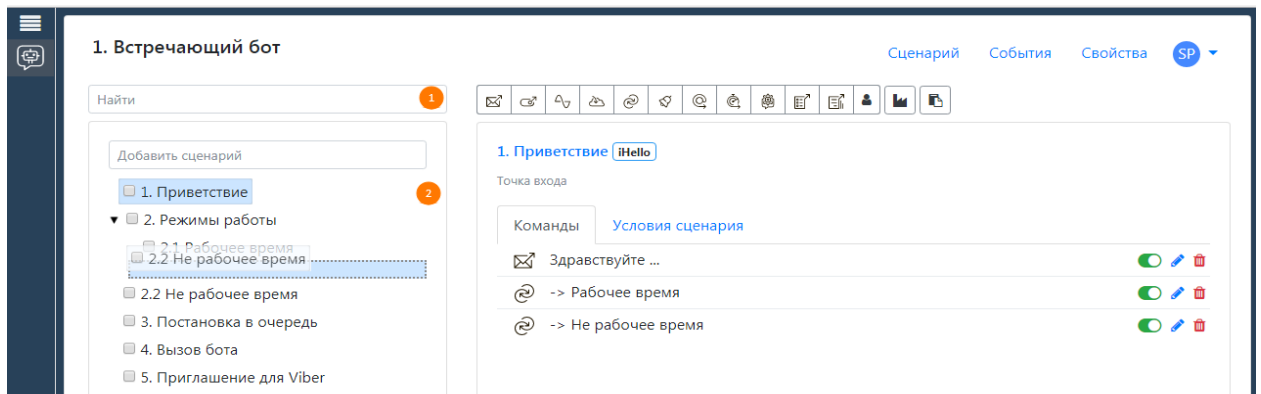 1. Встречающий бот
Сценарий События Свойства SP
Найти 1
Добавить сценарий
1. Приветствие 2
2. Режимы работы
2.1 Рабочее время
2.2 Не рабочее время
2.2 Не рабочее время
3. Постановка в очередь
4. Вызов бота
5. Приглашение для Viber
1. Приветствие iHello
Точка входа
Команды Условия сценария
Здравствуйте ...
-> Рабочее время
-> Не рабочее время